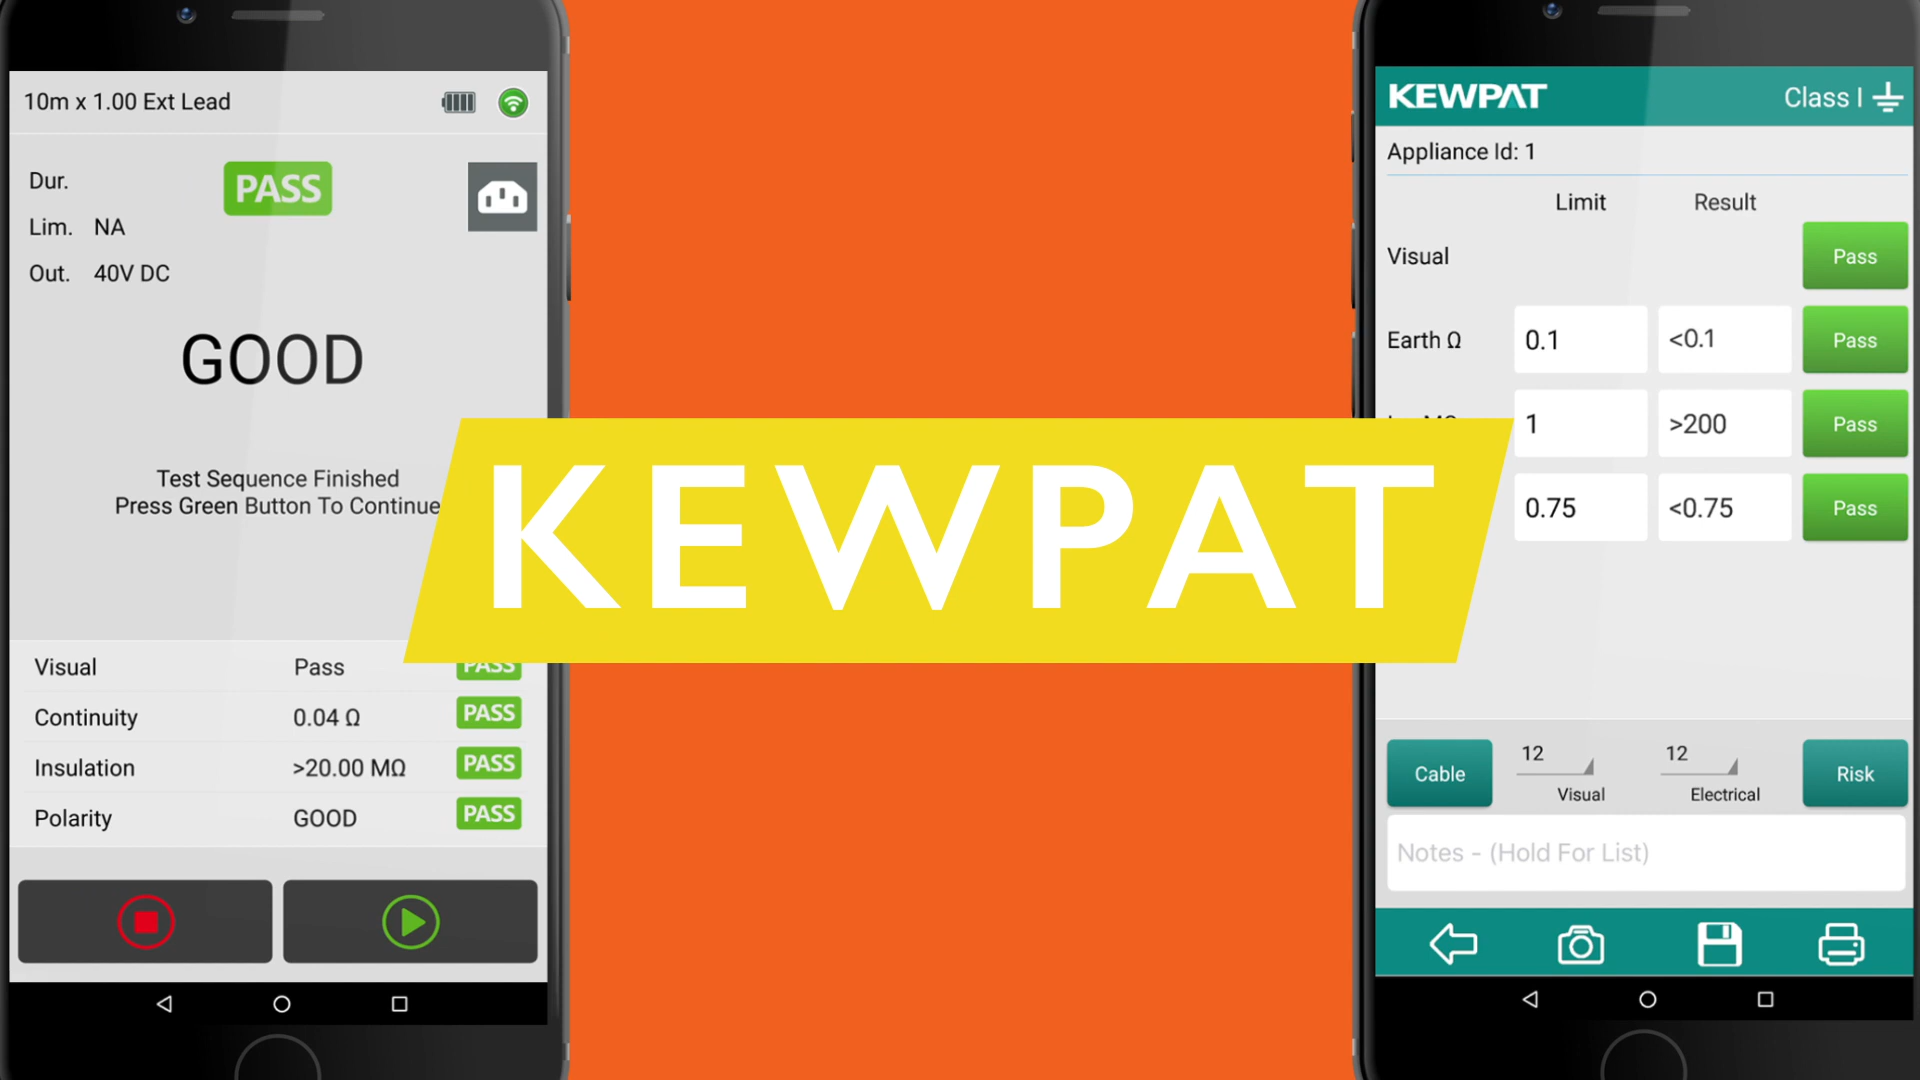 10m x 1.00 Ext Lead
Dur.
PASS
Lim. NA
Out. 40V DC
GOOD
Test Sequence Finished
Press Green Button To Continue
Visual Pass PASS
Continuity 0.04 Ω PASS
Insulation >20.00 MΩ PASS
Polarity GOOD PASS
KEWPAT
KEWPAT Class I
Appliance Id: 1
Limit Result
Visual Pass
Earth Ω 0.1 <0.1 Pass
1 >200 Pass
0.75 <0.75 Pass
Cable 12 12 Risk
Visual Electrical
Notes - (Hold For List)